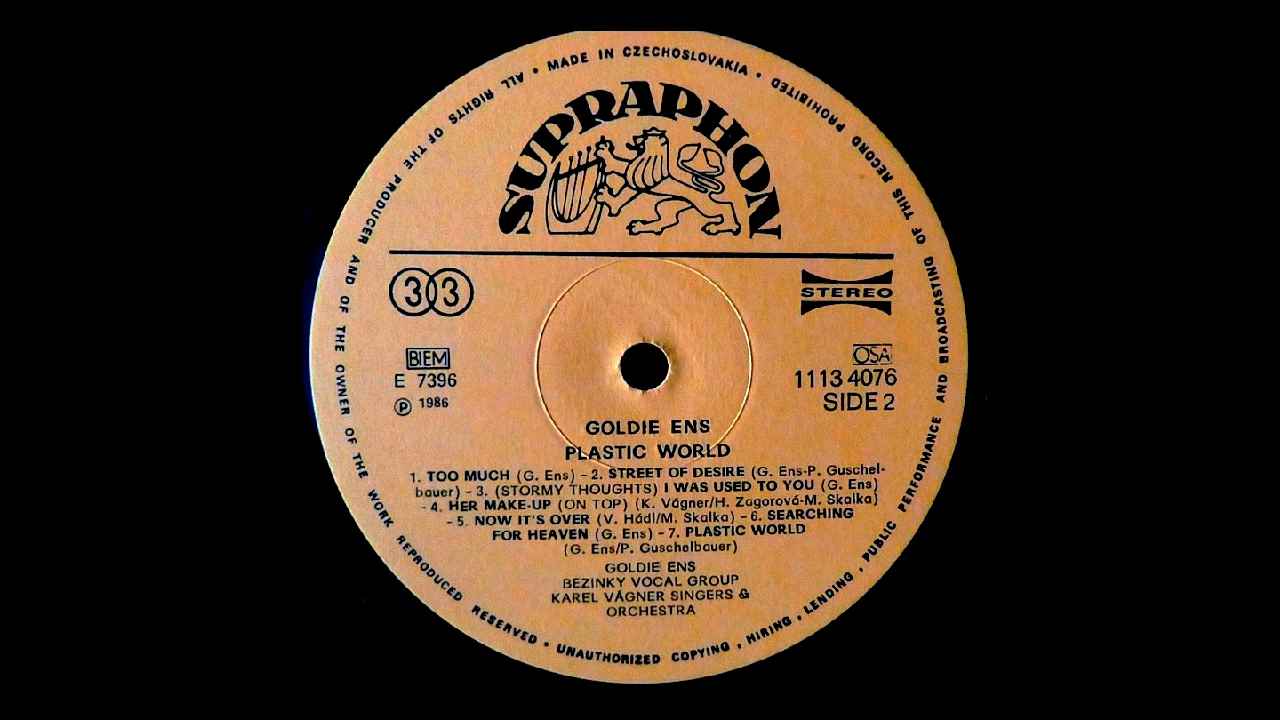 • MADE IN CZECHOSLOVAKIA •
ALL RIGHTS OF THE PRODUCER AND OF THE OWNER OF THE WORK REPRODUCED RESERVED • UNAUTHORIZED COPYING, HIRING, LENDING, PUBLIC PERFORMANCE AND BROADCASTING OF THIS RECORD PROHIBITED
SUPRAPHON
33
STEREO
BIEM
OSA
E 7396
1113 4076
Ⓟ 1986
SIDE 2
GOLDIE ENS
PLASTIC WORLD
1. TOO MUCH (G. Ens) – 2. STREET OF DESIRE (G. Ens-P. Guschel-
bauer) – 3. (STORMY THOUGHTS) I WAS USED TO YOU (G. Ens)
– 4. HER MAKE-UP (ON TOP) (K. Vágner/H. Zagorová-M. Skalka)
– 5. NOW IT'S OVER (V. Hádl/M. Skalka) – 6. SEARCHING
FOR HEAVEN (G. Ens) – 7. PLASTIC WORLD
(G. Ens/P. Guschelbauer)
GOLDIE ENS
BEZINKY VOCAL GROUP
KAREL VÁGNER SINGERS &
ORCHESTRA